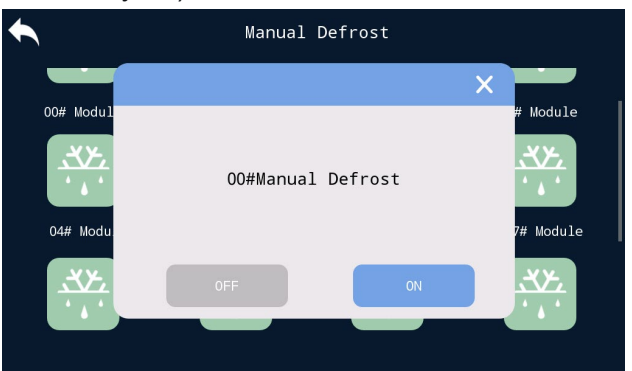 Manual Defrost
00# Modul
# Module
00#Manual Defrost
04# Modu
7# Module
OFF
ON